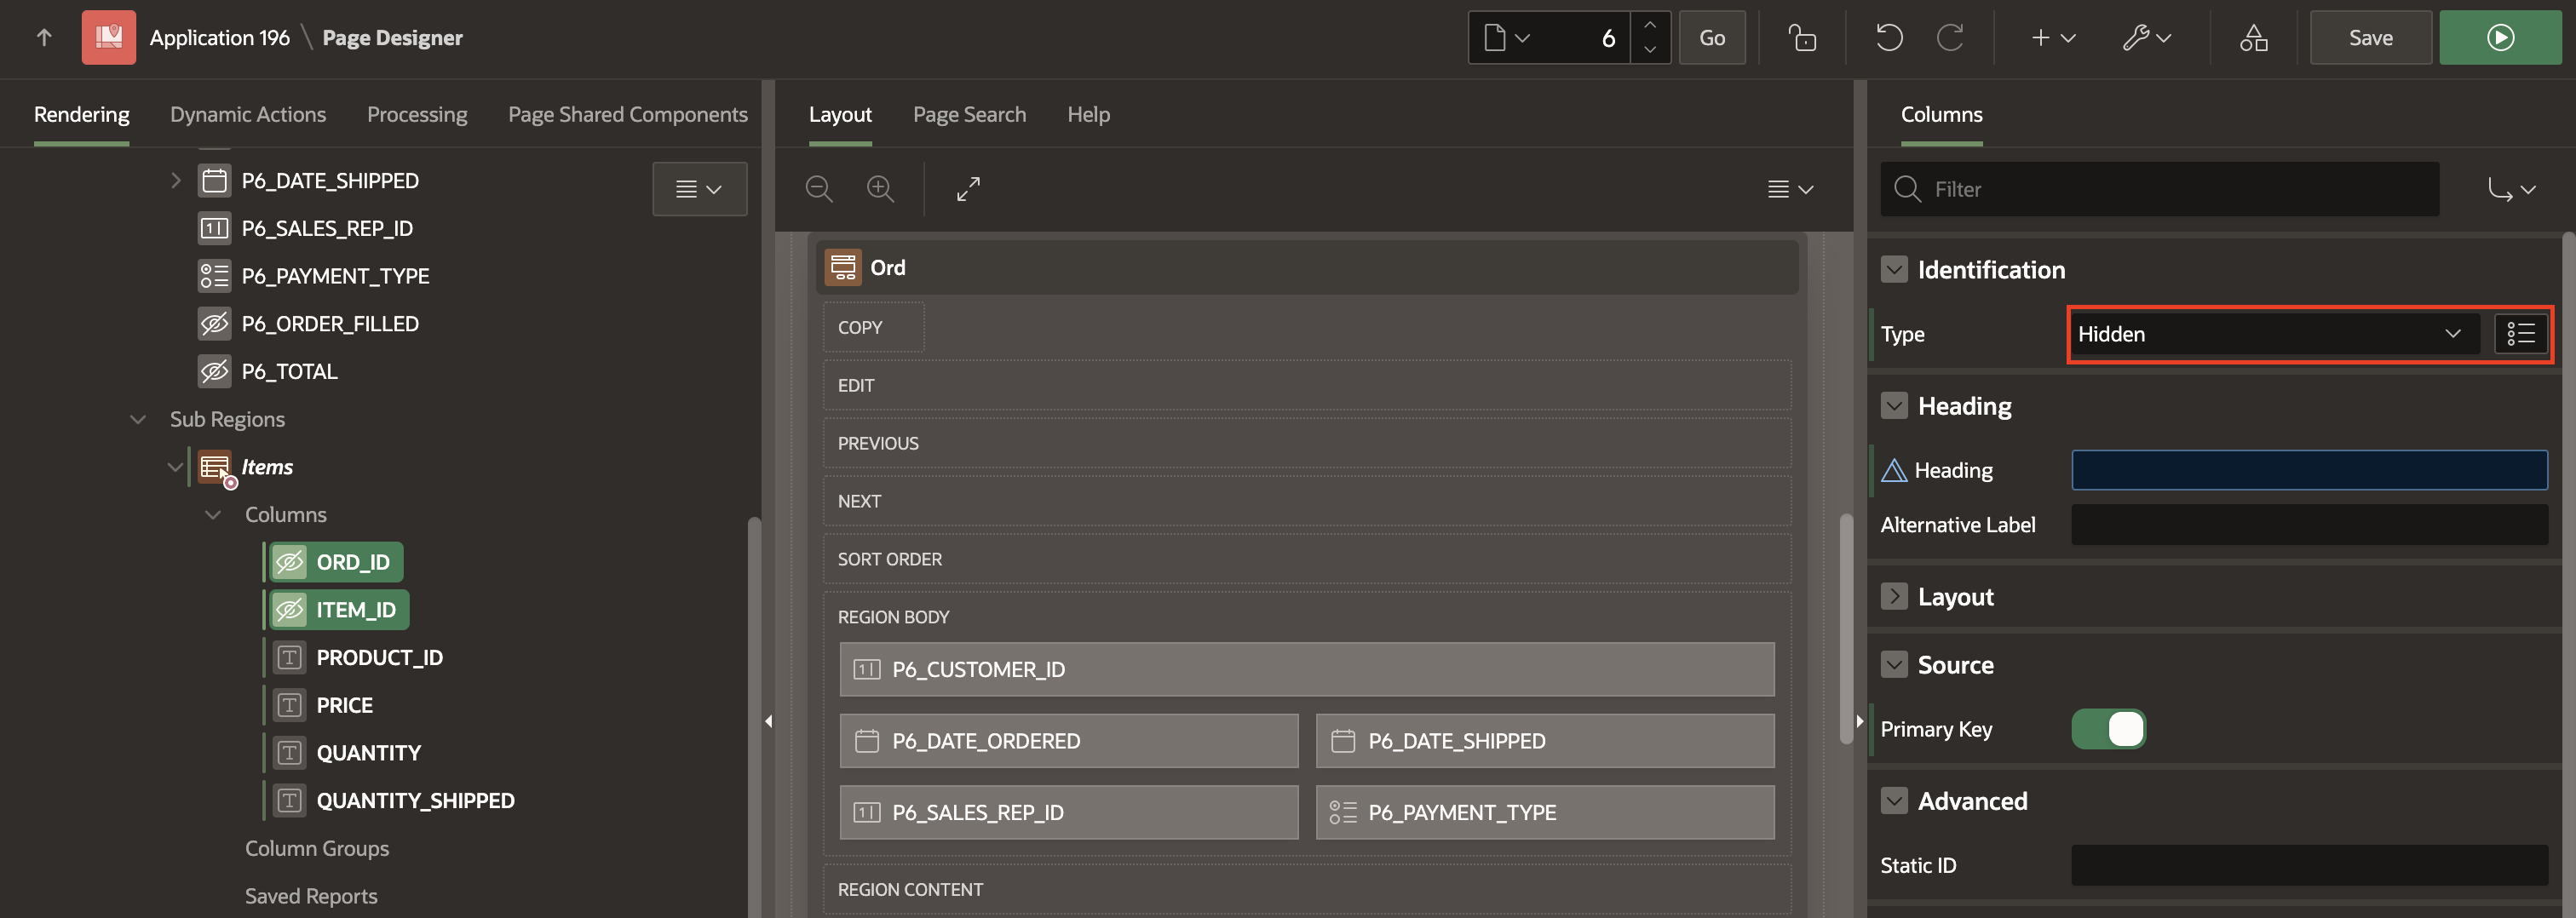 Application 196 \ Page Designer
6
Go
Save
Rendering
Dynamic Actions
Processing
Page Shared Components
P6_DATE_SHIPPED
P6_SALES_REP_ID
P6_PAYMENT_TYPE
P6_ORDER_FILLED
P6_TOTAL
Sub Regions
Items
Columns
ORD_ID
ITEM_ID
PRODUCT_ID
PRICE
QUANTITY
QUANTITY_SHIPPED
Column Groups
Saved Reports
Layout
Page Search
Help
Ord
COPY
EDIT
PREVIOUS
NEXT
SORT ORDER
REGION BODY
P6_CUSTOMER_ID
P6_DATE_ORDERED
P6_DATE_SHIPPED
P6_SALES_REP_ID
P6_PAYMENT_TYPE
REGION CONTENT
Columns
Filter
Identification
Type
Hidden
Heading
Heading
Alternative Label
Layout
Source
Primary Key
Advanced
Static ID